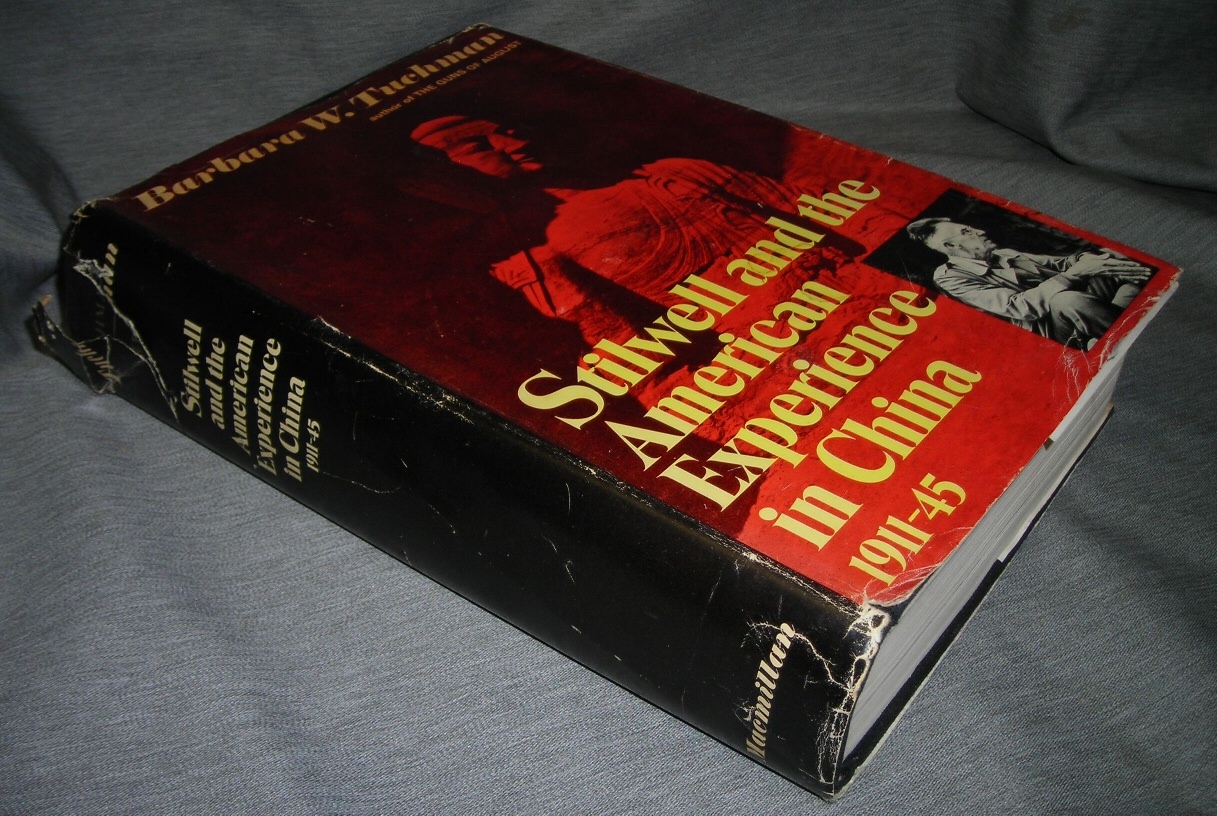 Barbara W. Tuchman
author of THE GUNS OF AUGUST
Stilwell and the
American
Experience
in China
1911-45
Stilwell
and the
American
Experience
in China
1911-45
Macmillan